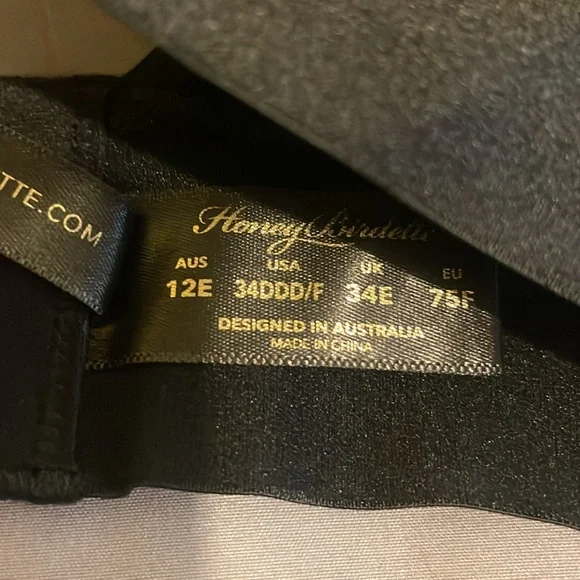 TTE.COM
Honey Birdette
AUS USA UK EU
12E 34DDD/F 34E 75F
DESIGNED IN AUSTRALIA
MADE IN CHINA